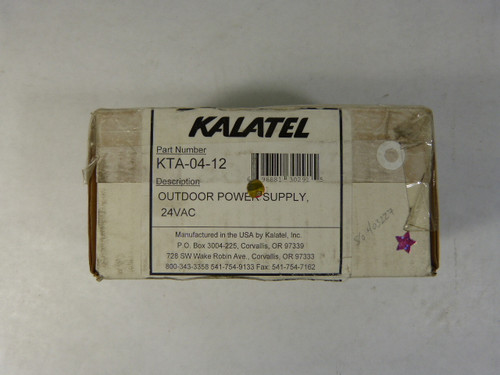 KALATEL
Part Number
KTA-04-12
Description
OUTDOOR POWER SUPPLY,
24VAC
Manufactured in the USA by Kalatel, Inc.
P.O. Box 3004-225, Corvallis, OR 97339
728 SW Wake Robin Ave., Corvallis, OR 97333
800-343-3358 541-754-9133 Fax: 541-754-7162